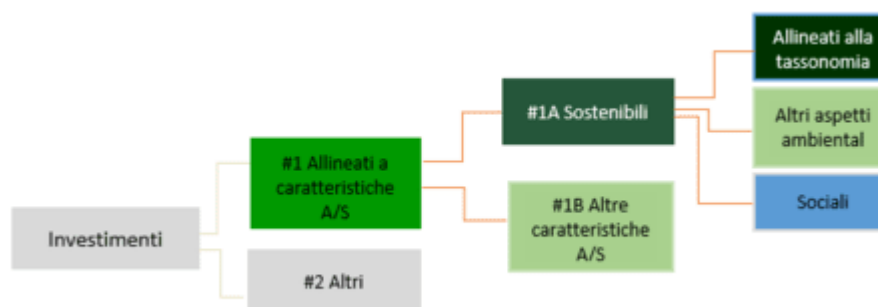 Investimenti
#1 Allineati a
caratteristiche
A/S
#2 Altri
#1A Sostenibili
#1B Altre
caratteristiche
A/S
Allineati alla
tassonomia
Altri aspetti
ambiental
Sociali